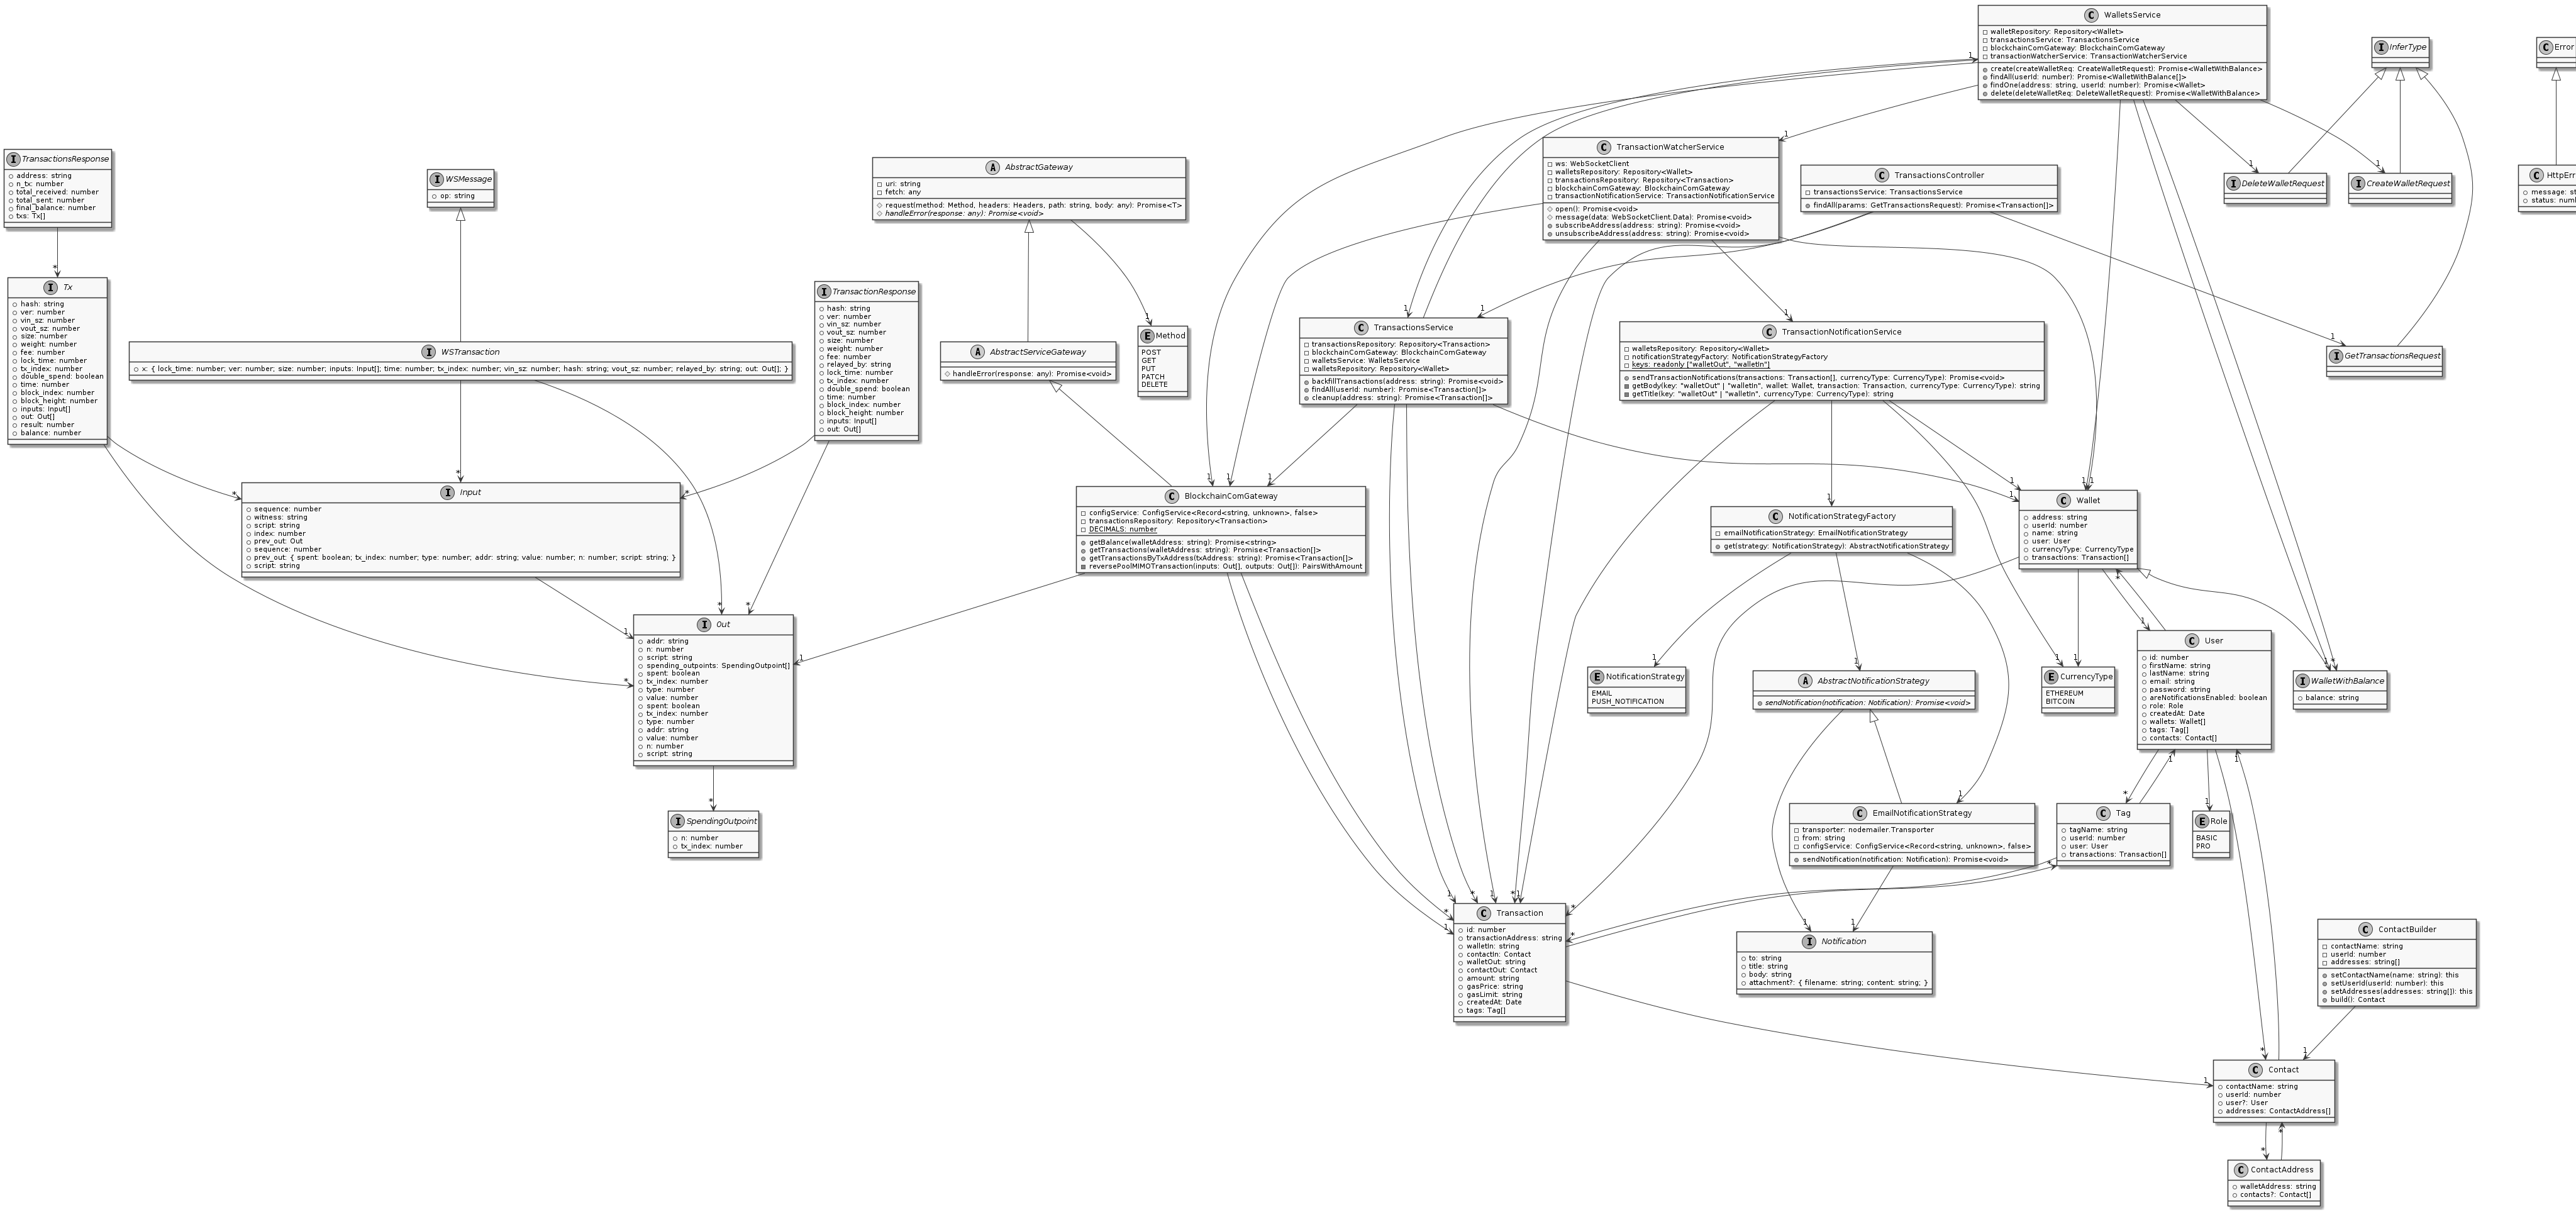 WalletsService
walletRepository: Repository<Wallet>
transactionsService: TransactionsService
blockchainComGateway: BlockchainComGateway
transactionWatcherService: TransactionWatcherService
create(createWalletReq: CreateWalletRequest): Promise<WalletWithBalance>
findAll(userId: number): Promise<WalletWithBalance[]>
findOne(address: string, userId: number): Promise<Wallet>
delete(deleteWalletReq: DeleteWalletRequest): Promise<WalletWithBalance>
InferType
Error
TransactionsResponse
address: string
n_tx: number
total_received: number
total_sent: number
final_balance: number
txs: Tx[]
WSMessage
op: string
AbstractGateway
uri: string
fetch: any
request(method: Method, headers: Headers, path: string, body: any): Promise<T>
handleError(response: any): Promise<void>
TransactionWatcherService
ws: WebSocketClient
walletsRepository: Repository<Wallet>
transactionsRepository: Repository<Transaction>
blockchainComGateway: BlockchainComGateway
transactionNotificationService: TransactionNotificationService
open(): Promise<void>
message(data: WebSocketClient.Data): Promise<void>
subscribeAddress(address: string): Promise<void>
unsubscribeAddress(address: string): Promise<void>
TransactionsController
transactionsService: TransactionsService
findAll(params: GetTransactionsRequest): Promise<Transaction[]>
DeleteWalletRequest
CreateWalletRequest
HttpErr
message: st
status: num
Tx
hash: string
ver: number
vin_sz: number
vout_sz: number
size: number
weight: number
fee: number
lock_time: number
tx_index: number
double_spend: boolean
time: number
block_index: number
block_height: number
inputs: Input[]
out: Out[]
result: number
balance: number
WSTransaction
x: { lock_time: number; ver: number; size: number; inputs: Input[]; time: number; tx_index: number; vin_sz: number; hash: string; vout_sz: number; relayed_by: string; out: Out[]; }
TransactionResponse
hash: string
ver: number
vin_sz: number
vout_sz: number
size: number
weight: number
fee: number
relayed_by: string
lock_time: number
tx_index: number
double_spend: boolean
time: number
block_index: number
block_height: number
inputs: Input[]
out: Out[]
AbstractServiceGateway
handleError(response: any): Promise<void>
Method
POST
GET
PUT
PATCH
DELETE
TransactionsService
transactionsRepository: Repository<Transaction>
blockchainComGateway: BlockchainComGateway
walletsService: WalletsService
walletsRepository: Repository<Wallet>
backfillTransactions(address: string): Promise<void>
findAll(userId: number): Promise<Transaction[]>
cleanup(address: string): Promise<Transaction[]>
TransactionNotificationService
walletsRepository: Repository<Wallet>
notificationStrategyFactory: NotificationStrategyFactory
keys: readonly ["walletOut", "walletIn"]
sendTransactionNotifications(transactions: Transaction[], currencyType: CurrencyType): Promise<void>
getBody(key: "walletOut" | "walletIn", wallet: Wallet, transaction: Transaction, currencyType: CurrencyType): string
getTitle(key: "walletOut" | "walletIn", currencyType: CurrencyType): string
GetTransactionsRequest
Input
sequence: number
witness: string
script: string
index: number
prev_out: Out
sequence: number
prev_out: { spent: boolean; tx_index: number; type: number; addr: string; value: number; n: number; script: string; }
script: string
BlockchainComGateway
configService: ConfigService<Record<string, unknown>, false>
transactionsRepository: Repository<Transaction>
DECIMALS: number
getBalance(walletAddress: string): Promise<string>
getTransactions(walletAddress: string): Promise<Transaction[]>
getTransactionsByTxAddress(txAddress: string): Promise<Transaction[]>
reversePoolMIMOTransaction(inputs: Out[], outputs: Out[]): PairsWithAmount
NotificationStrategyFactory
emailNotificationStrategy: EmailNotificationStrategy
get(strategy: NotificationStrategy): AbstractNotificationStrategy
Wallet
address: string
userId: number
name: string
user: User
currencyType: CurrencyType
transactions: Transaction[]
Out
addr: string
n: number
script: string
spending_outpoints: SpendingOutpoint[]
spent: boolean
tx_index: number
type: number
value: number
spent: boolean
tx_index: number
type: number
addr: string
value: number
n: number
script: string
NotificationStrategy
EMAIL
PUSH_NOTIFICATION
AbstractNotificationStrategy
sendNotification(notification: Notification): Promise<void>
CurrencyType
ETHEREUM
BITCOIN
User
id: number
firstName: string
lastName: string
email: string
password: string
areNotificationsEnabled: boolean
role: Role
createdAt: Date
wallets: Wallet[]
tags: Tag[]
contacts: Contact[]
WalletWithBalance
balance: string
SpendingOutpoint
n: number
tx_index: number
EmailNotificationStrategy
transporter: nodemailer.Transporter
from: string
configService: ConfigService<Record<string, unknown>, false>
sendNotification(notification: Notification): Promise<void>
Tag
tagName: string
userId: number
user: User
transactions: Transaction[]
Role
BASIC
PRO
Transaction
id: number
transactionAddress: string
walletIn: string
contactIn: Contact
walletOut: string
contactOut: Contact
amount: string
gasPrice: string
gasLimit: string
createdAt: Date
tags: Tag[]
Notification
to: string
title: string
body: string
attachment?: { filename: string; content: string; }
ContactBuilder
contactName: string
userId: number
addresses: string[]
setContactName(name: string): this
setUserId(userId: number): this
setAddresses(addresses: string[]): this
build(): Contact
Contact
contactName: string
userId: number
user?: User
addresses: ContactAddress[]
ContactAddress
walletAddress: string
contacts?: Contact[]